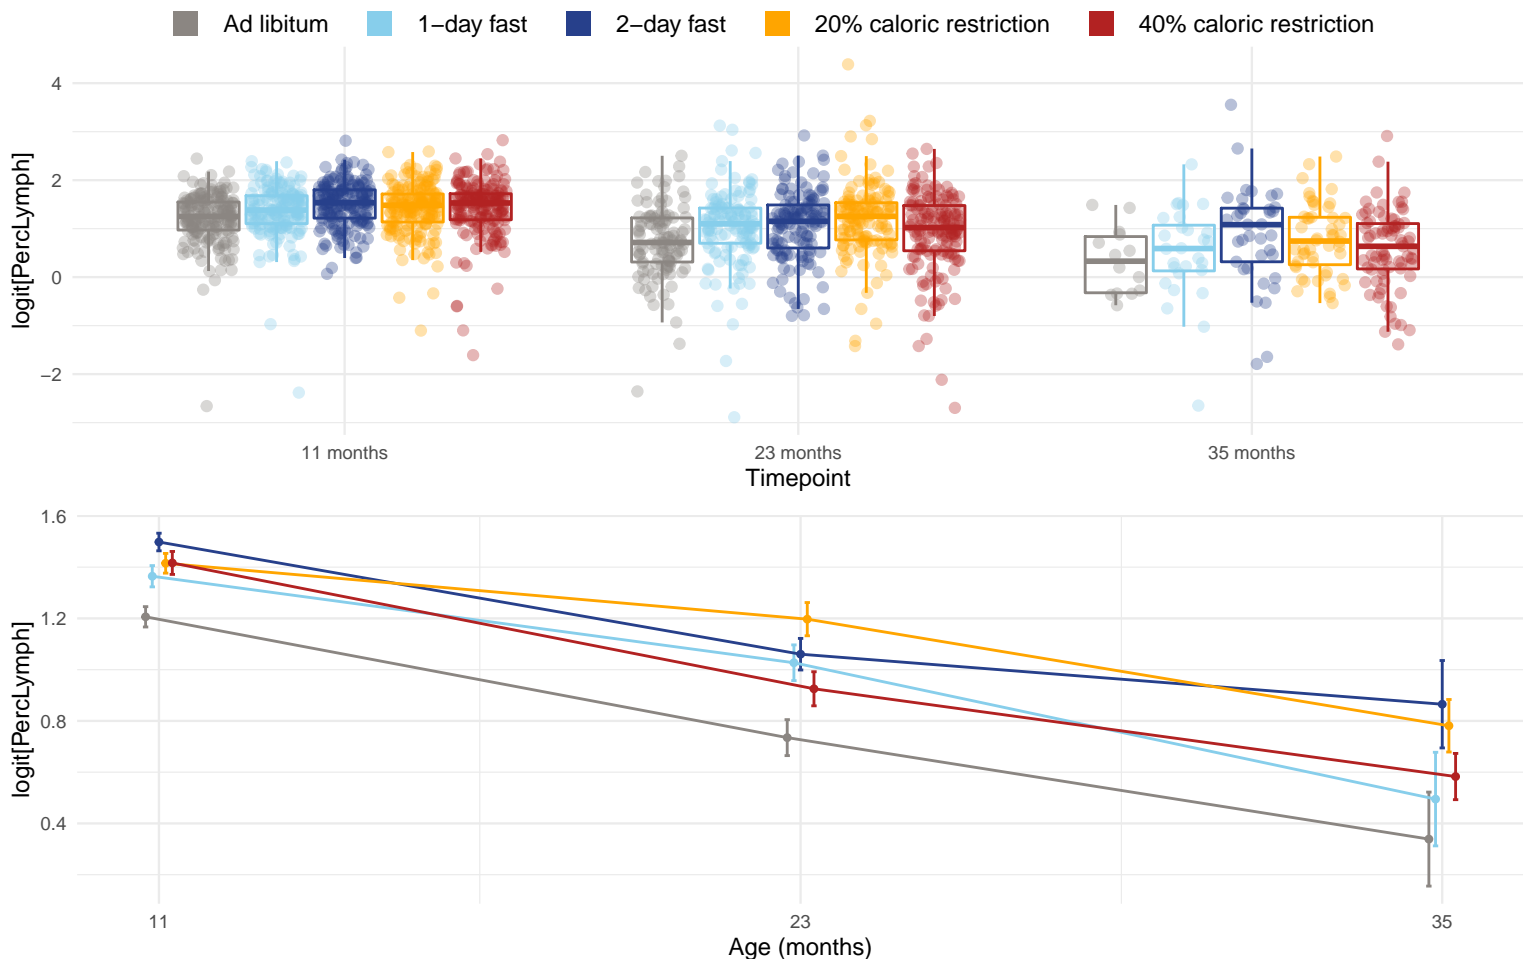 Ad libitum 1−day fast 2−day fast 20% caloric restriction 40% caloric restriction
4
2
0
−2
logit[PercLymph]
11 months 23 months 35 months
Timepoint
1.6
1.2
0.8
0.4
logit[PercLymph]
11 23 35
Age (months)